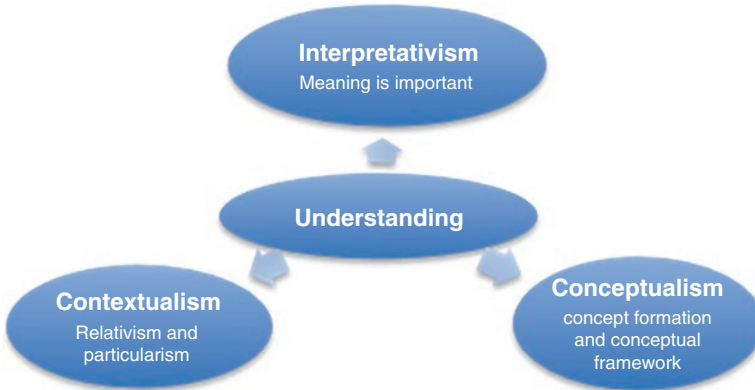 Interpretativism
Meaning is important
Understanding
Contextualism
Relativism and
particularism
Conceptualism
concept formation
and conceptual
framework